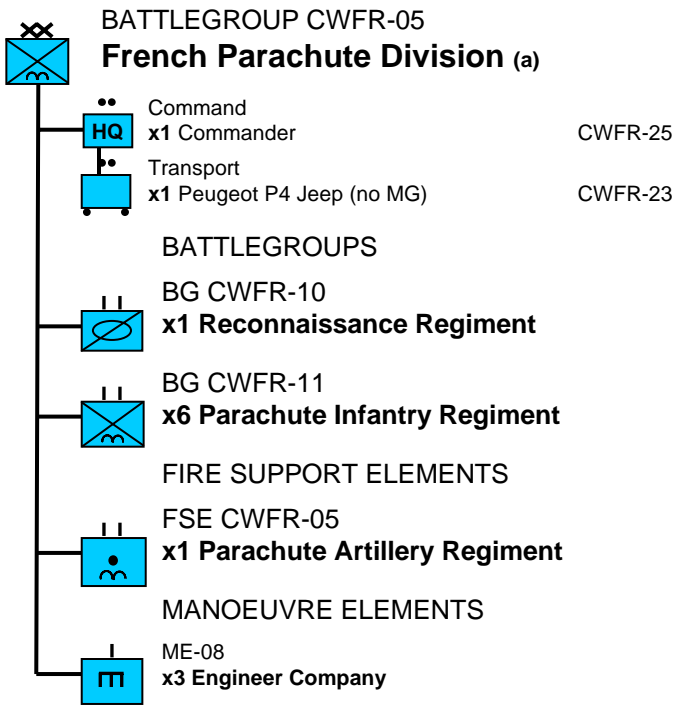 BATTLEGROUP CWFR-05
French Parachute Division (a)
Command
HQ x1 Commander CWFR-25
Transport
x1 Peugeot P4 Jeep (no MG) CWFR-23
BATTLEGROUPS
BG CWFR-10
x1 Reconnaissance Regiment
BG CWFR-11
x6 Parachute Infantry Regiment
FIRE SUPPORT ELEMENTS
FSE CWFR-05
x1 Parachute Artillery Regiment
MANOEUVRE ELEMENTS
ME-08
x3 Engineer Company